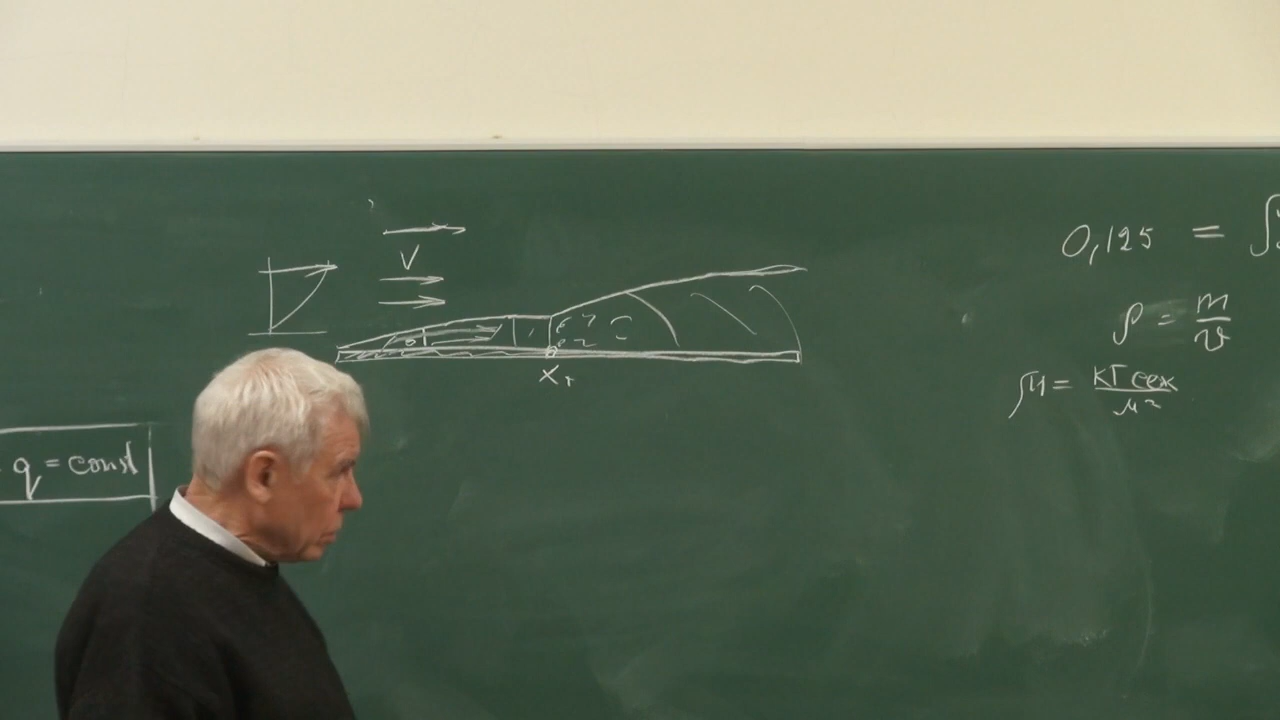 V
X
q = const
0,125 =
ρ = m/v
= кГ сек/м²